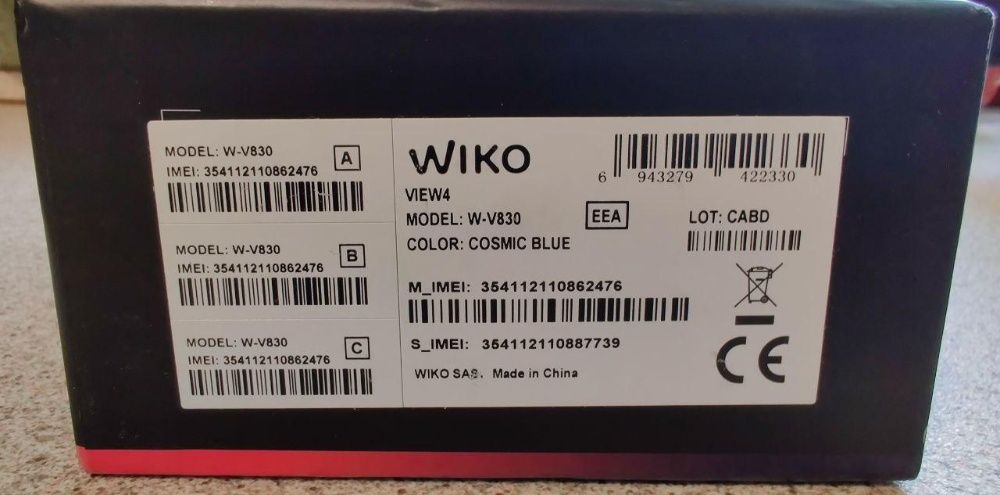 MODEL: W-V830
A
IMEI: 354112110862476
MODEL: W-V830
B
IMEI: 354112110862476
MODEL: W-V830
C
IMEI: 354112110862476
WIKO
VIEW4
MODEL: W-V830
EEA
COLOR: COSMIC BLUE
6 943279 422330
LOT: CABD
M_IMEI: 354112110862476
S_IMEI: 354112110887739
WIKO SAS. Made in China
CE